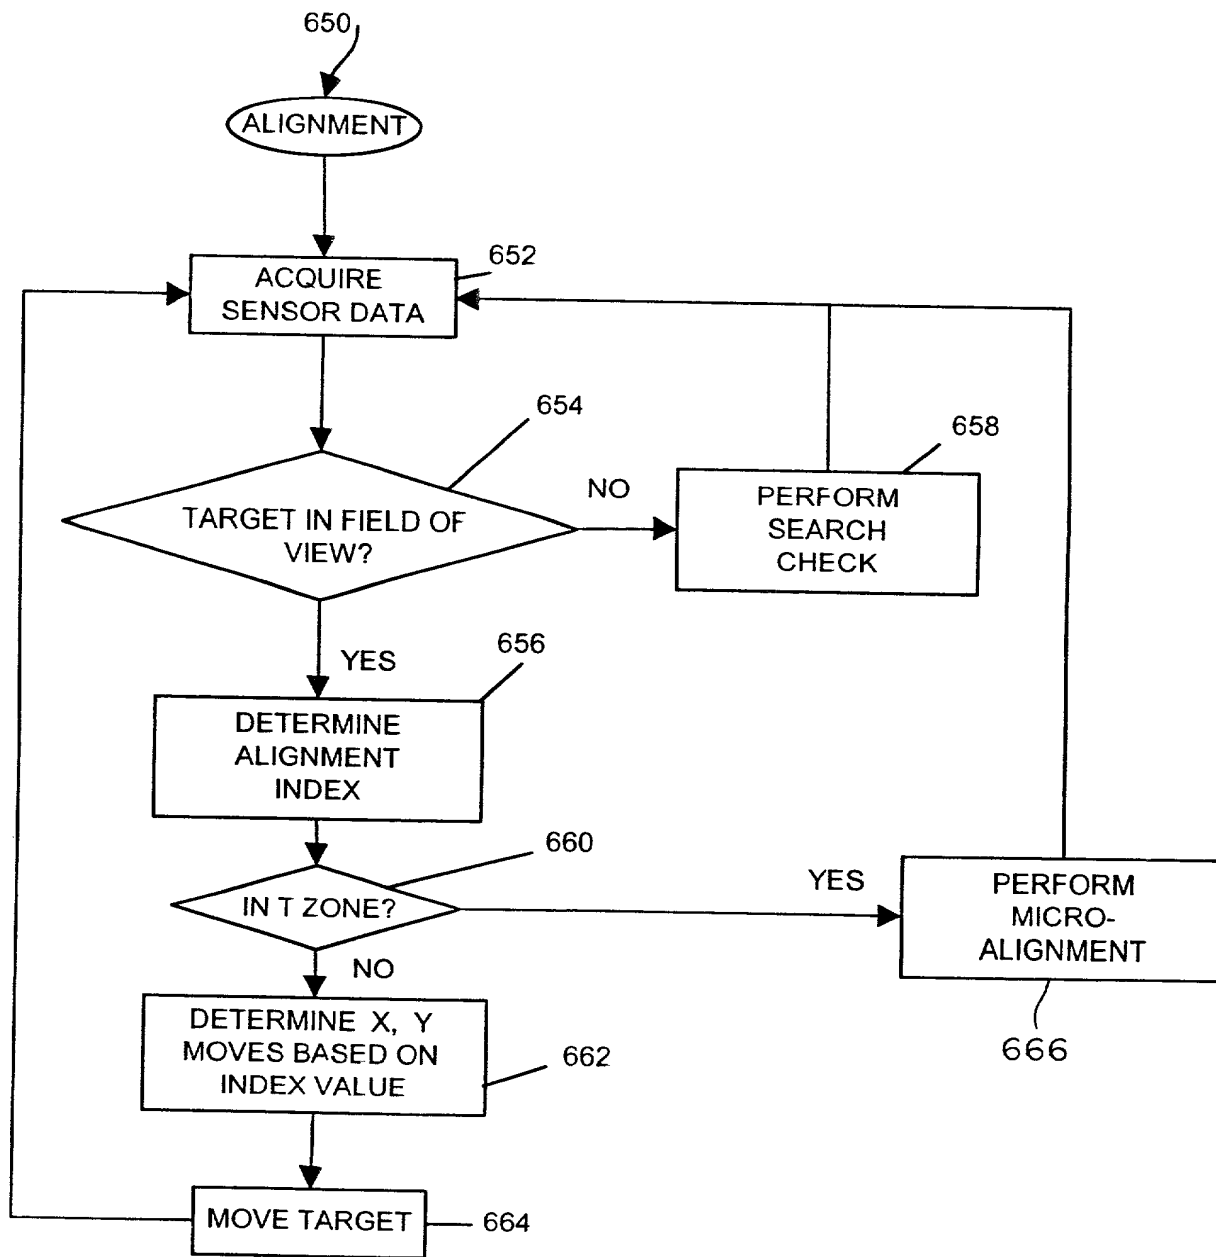 650
ALIGNMENT
652
ACQUIRE
SENSOR DATA
654
TARGET IN FIELD OF
VIEW?
NO
658
PERFORM
SEARCH
CHECK
YES
656
DETERMINE
ALIGNMENT
INDEX
660
IN T ZONE?
YES
PERFORM
MICRO-
ALIGNMENT
666
NO
DETERMINE X, Y
MOVES BASED ON
INDEX VALUE
662
MOVE TARGET
664